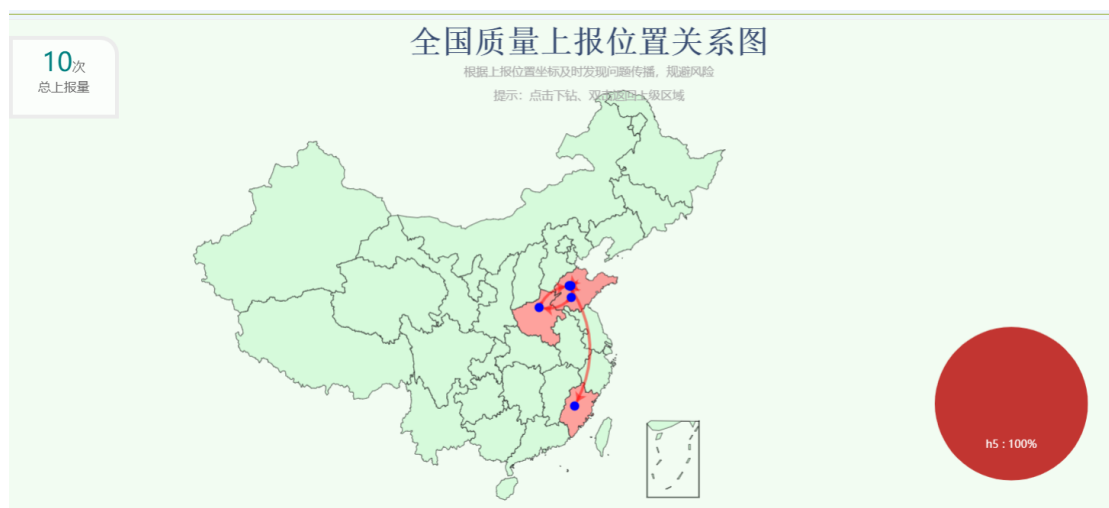 全国质量上报位置关系图
10次
总上报量
根据上报位置坐标及时发现问题传播，规避风险
提示：点击下钻、双击返回上级区域
h5 : 100%